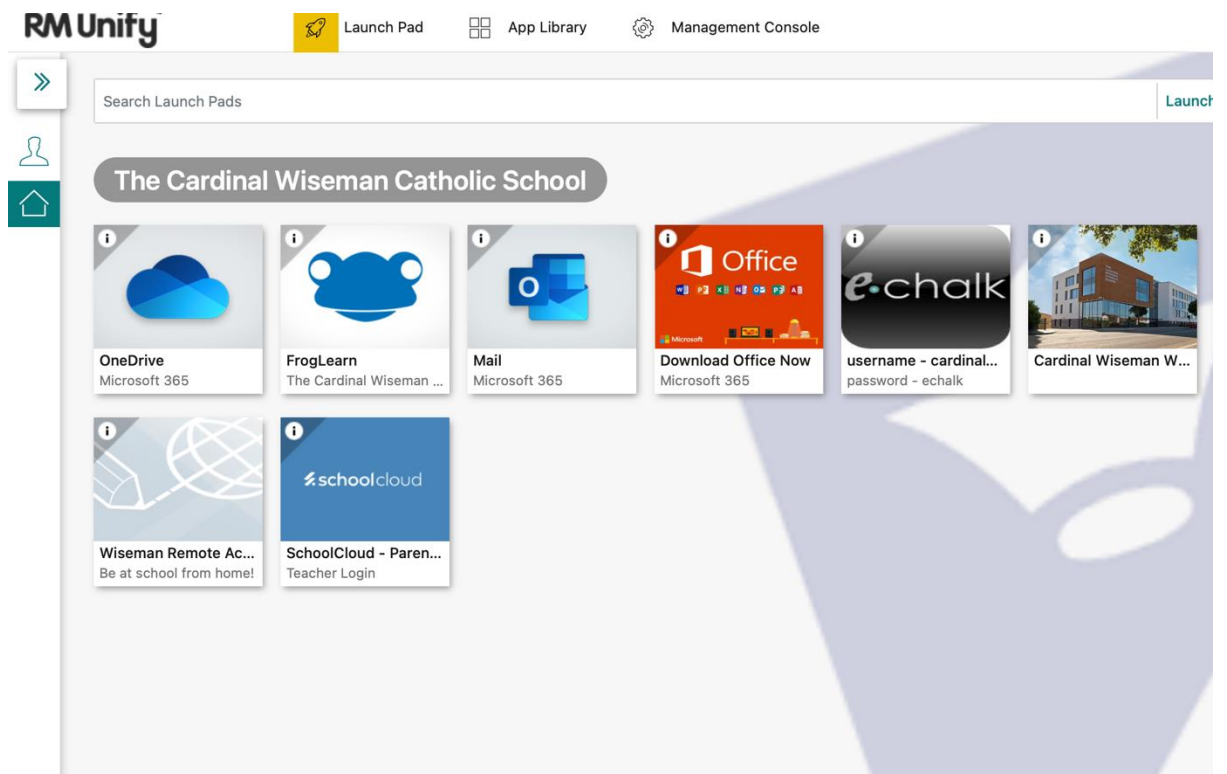 RM Unify
Launch Pad
App Library
Management Console
Search Launch Pads
Launch
The Cardinal Wiseman Catholic School
Office
Microsoft
e-chalk
OneDrive
Microsoft 365
FrogLearn
The Cardinal Wiseman ...
Mail
Microsoft 365
Download Office Now
Microsoft 365
username - cardinal...
password - echalk
Cardinal Wiseman W...
schoolcloud
Wiseman Remote Ac...
Be at school from home!
SchoolCloud - Paren...
Teacher Login